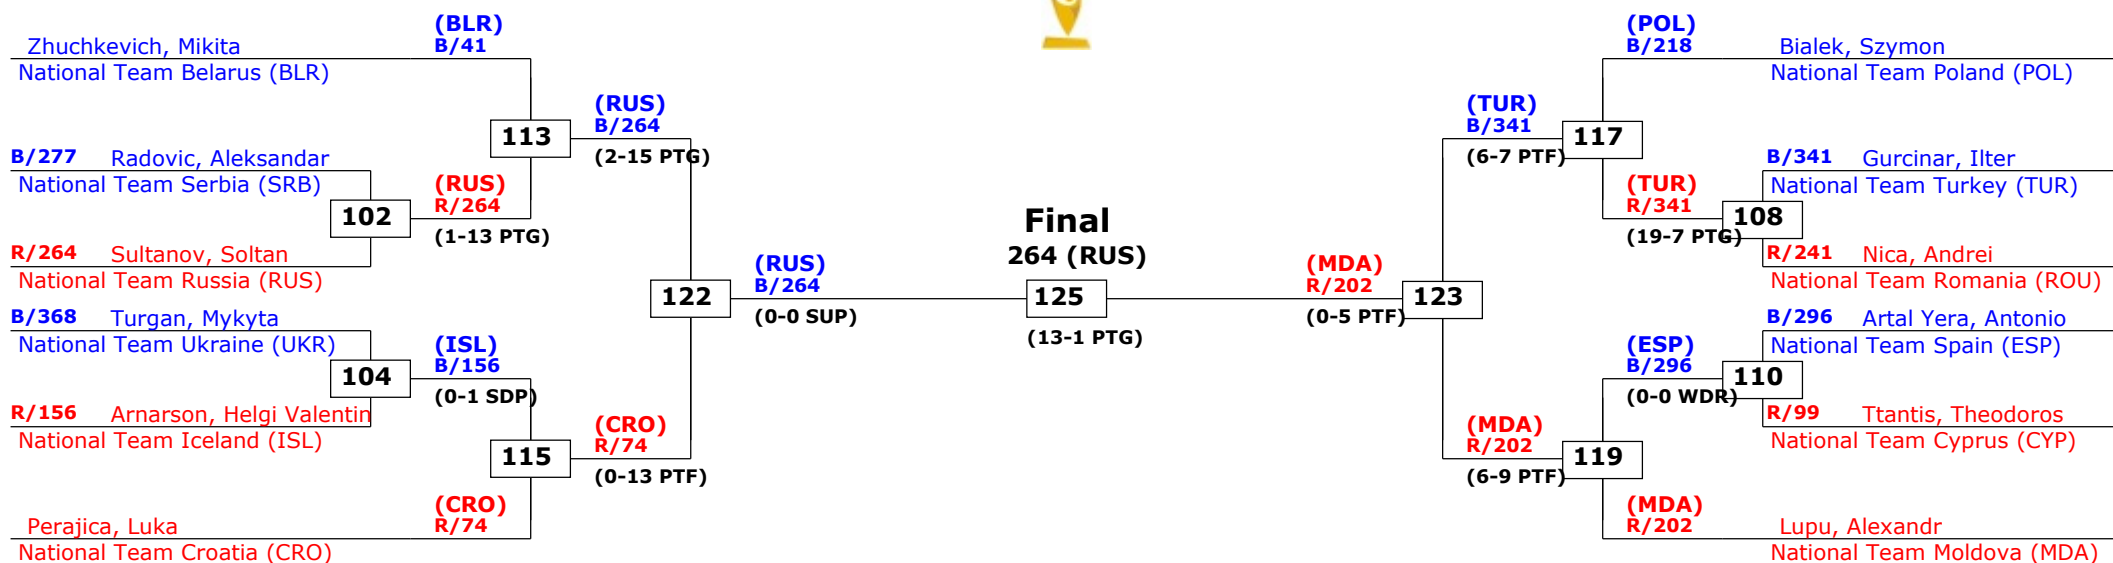 (BLR)
B/41
Zhuchkevich, Mikita
National Team Belarus (BLR)
(RUS)
B/264
113
(2-15 PTG)
B/277 Radovic, Aleksandar
National Team Serbia (SRB)
(RUS)
R/264
102
(1-13 PTG)
R/264 Sultanov, Soltan
National Team Russia (RUS)
(RUS)
B/264
122
(0-0 SUP)
B/368 Turgan, Mykyta
National Team Ukraine (UKR)
(ISL)
B/156
104
(0-1 SDP)
R/156 Arnarson, Helgi Valentin
National Team Iceland (ISL)
(CRO)
R/74
115
(0-13 PTF)
(CRO)
R/74
Perajica, Luka
National Team Croatia (CRO)
Final
264 (RUS)
125
(13-1 PTG)
(POL)
B/218
Bialek, Szymon
National Team Poland (POL)
(TUR)
B/341
117
(6-7 PTF)
B/341 Gurcinar, Ilter
National Team Turkey (TUR)
(TUR)
R/341
108
(19-7 PTG)
R/241 Nica, Andrei
National Team Romania (ROU)
(MDA)
R/202
123
(0-5 PTF)
B/296 Artal Yera, Antonio
National Team Spain (ESP)
(ESP)
B/296
110
(0-0 WDR)
R/99 Ttantis, Theodoros
National Team Cyprus (CYP)
(MDA)
R/202
119
(6-9 PTF)
(MDA)
R/202
Lupu, Alexandr
National Team Moldova (MDA)